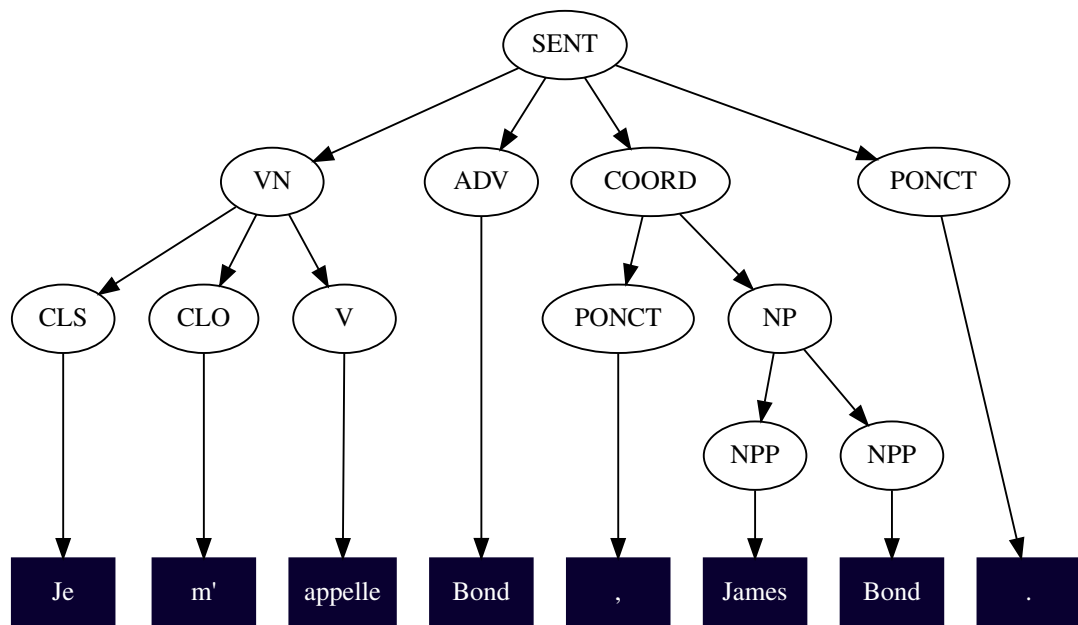 SENT
VN ADV COORD PONCT
CLS CLO V PONCT NP
NPP NPP
Je m' appelle Bond , James Bond .